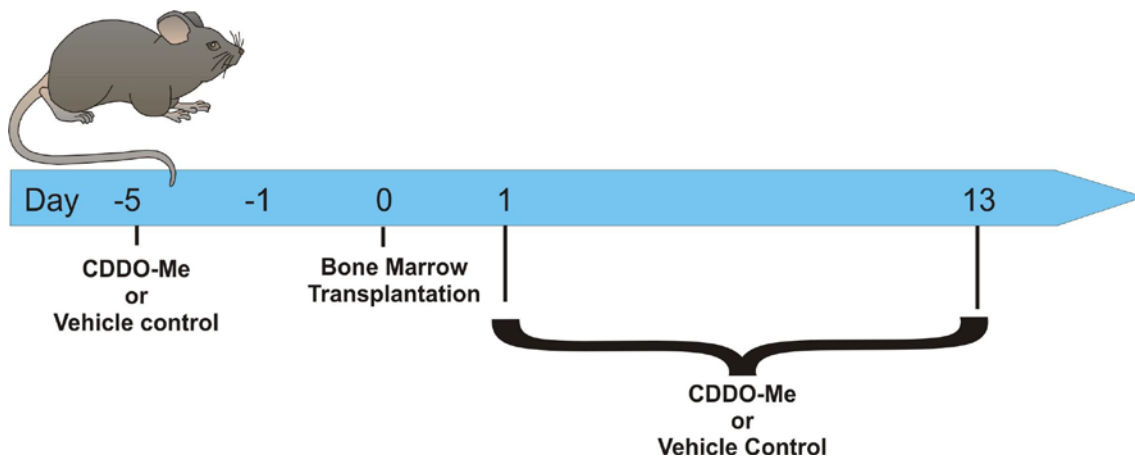 Day -5 -1 0 1 13
CDDO-Me
or
Vehicle control
Bone Marrow
Transplantation
CDDO-Me
or
Vehicle Control